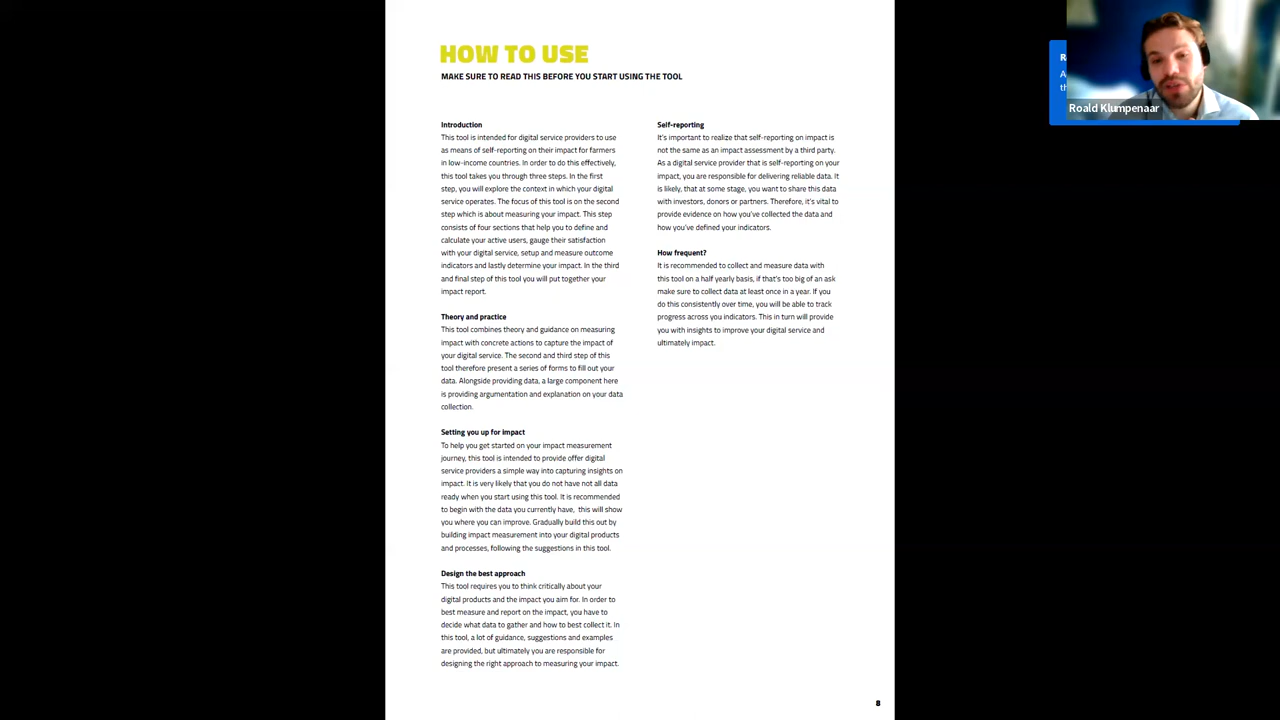 HOW TO USE
MAKE SURE TO READ THIS BEFORE YOU START USING THE TOOL
Introduction
This tool is intended for digital service providers to use
as means of self-reporting on their impact for farmers
in low-income countries. In order to do this effectively,
this tool takes you through three steps. In the first
step, you will explore the context in which your digital
service operates. The focus of this tool is on the second
step which is about measuring your impact. This step
consists of four sections that help you to define and
calculate your active users, gauge their satisfaction
with your digital service, setup and measure outcome
indicators and lastly determine your impact. In the third
and final step of this tool you will put together your
impact report.
Theory and practice
This tool combines theory and guidance on measuring
impact with concrete actions to capture the impact of
your digital service. The second and third step of this
tool therefore present a series of forms to fill out your
data. Alongside providing data, a large component here
is providing argumentation and explanation on your data
collection.
Setting you up for impact
To help you get started on your impact measurement
journey, this tool is intended to provide offer digital
service providers a simple way into capturing insights on
impact. It is very likely that you do not have not all data
ready when you start using this tool. It is recommended
to begin with the data you currently have, this will show
you where you can improve. Gradually build this out by
building impact measurement into your digital products
and processes, following the suggestions in this tool.
Design the best approach
This tool requires you to think critically about your
digital products and the impact you aim for. In order to
best measure and report on the impact, you have to
decide what data to gather and how to best collect it. In
this tool, a lot of guidance, suggestions and examples
are provided, but ultimately you are responsible for
designing the right approach to measuring your impact.
Self-reporting
It's important to realize that self-reporting on impact is
not the same as an impact assessment by a third party.
As a digital service provider that is self-reporting on your
impact, you are responsible for delivering reliable data. It
is likely, that at some stage, you want to share this data
with investors, donors or partners. Therefore, it's vital to
provide evidence on how you've collected the data and
how you've defined your indicators.
How frequent?
It is recommended to collect and measure data with
this tool on a half yearly basis, if that's too big of an ask
make sure to collect data at least once in a year. If you
do this consistently over time, you will be able to track
progress across you indicators. This in turn will provide
you with insights to improve your digital service and
ultimately impact.
8
Roald Klumpenaar